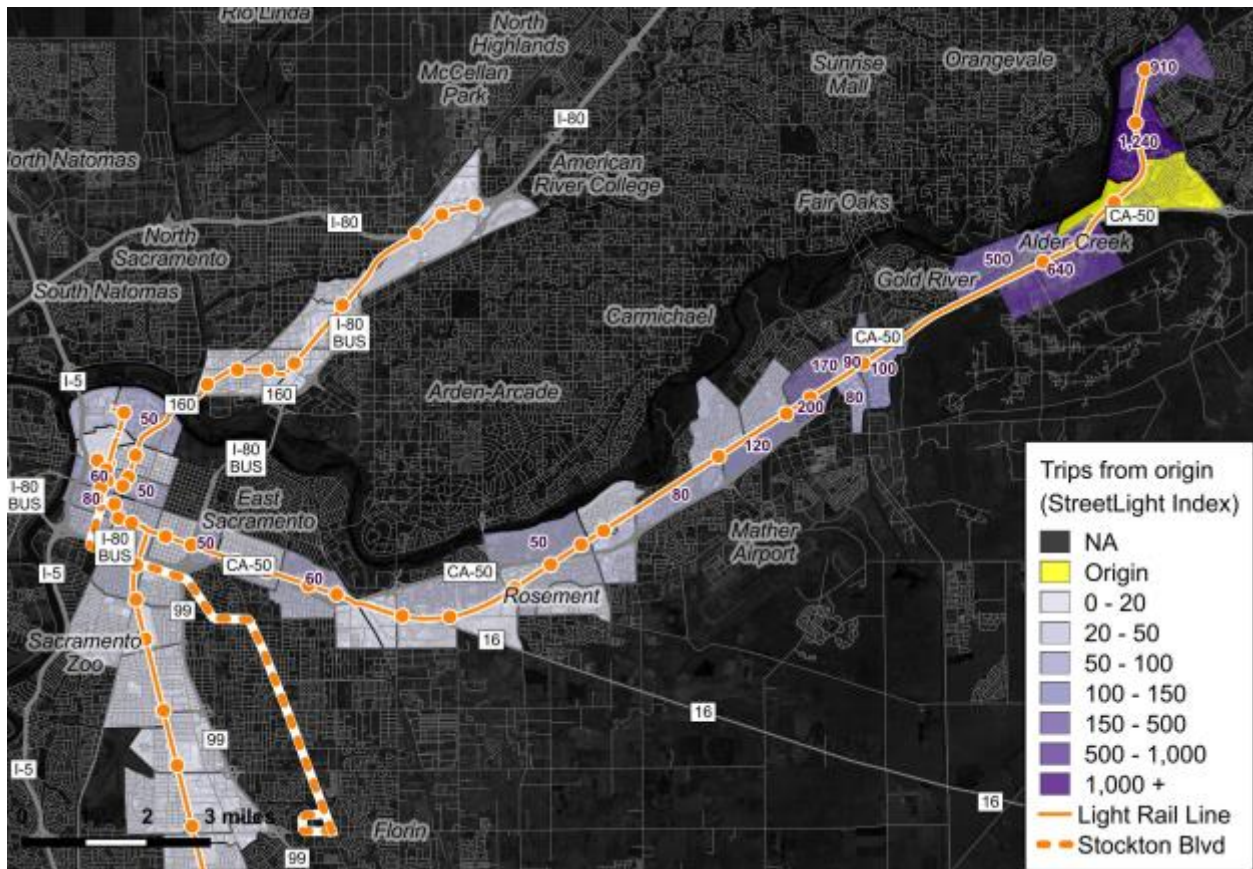 Rio Linda
North
Highlands
McCellan
Park
Sunrise
Mall
Orangevale
910
I-80
1,240
North Natomas
American
River College
Fair Oaks
CA-50
I-80
North
Sacramento
Alder Creek
500
640
Gold River
South Natomas
Carmichael
I-80
BUS
CA-50
170
90
100
I-5
160
160
Arden-Arcade
200
80
50
120
I-80
BUS
60
I-80
BUS
80
50
East
Sacramento
80
Mather
Airport
50
I-80
BUS
50
CA-50
60
CA-50
I-5
Rosement
99
16
Sacramento
Zoo
16
99
I-5
16
0
2
3 miles
Florin
99
Trips from origin
(StreetLight Index)
NA
Origin
0 - 20
20 - 50
50 - 100
100 - 150
150 - 500
500 - 1,000
1,000 +
Light Rail Line
Stockton Blvd